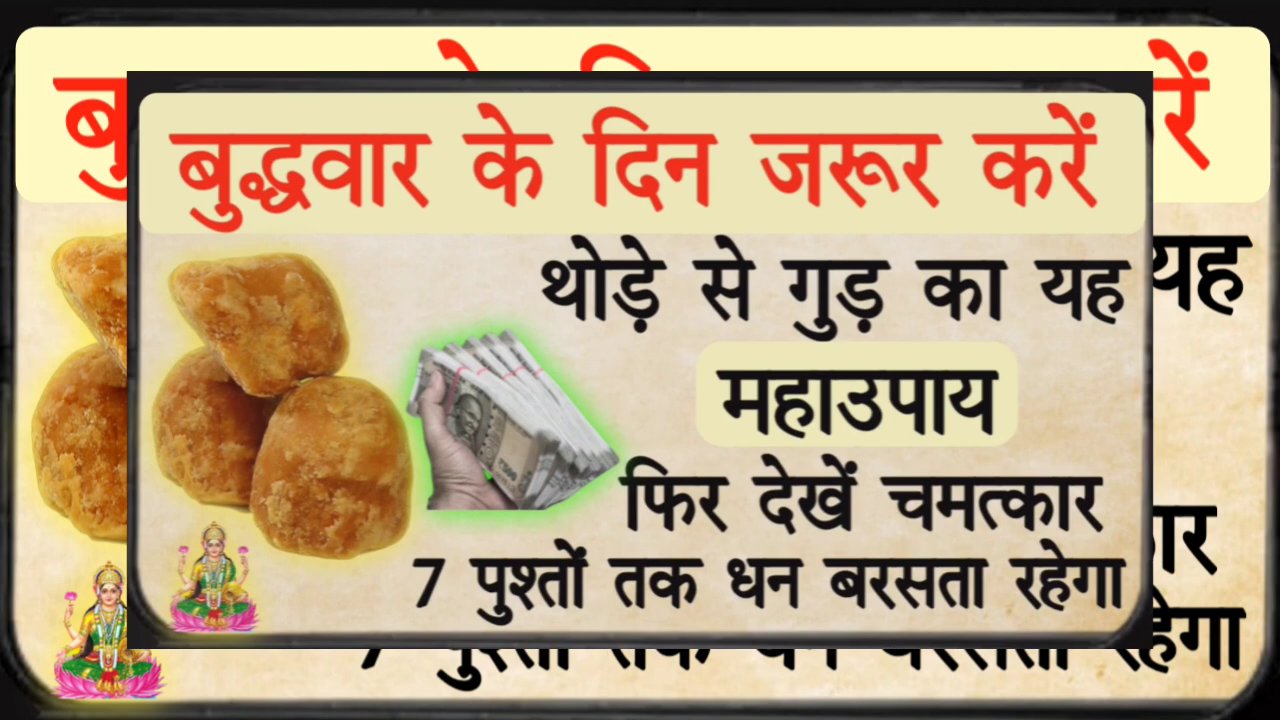 बुद्धवार के दिन जरूर करें
थोड़े से गुड़ का यह
महाउपाय
फिर देखें चमत्कार
7 पुश्तों तक धन बरसता रहेगा